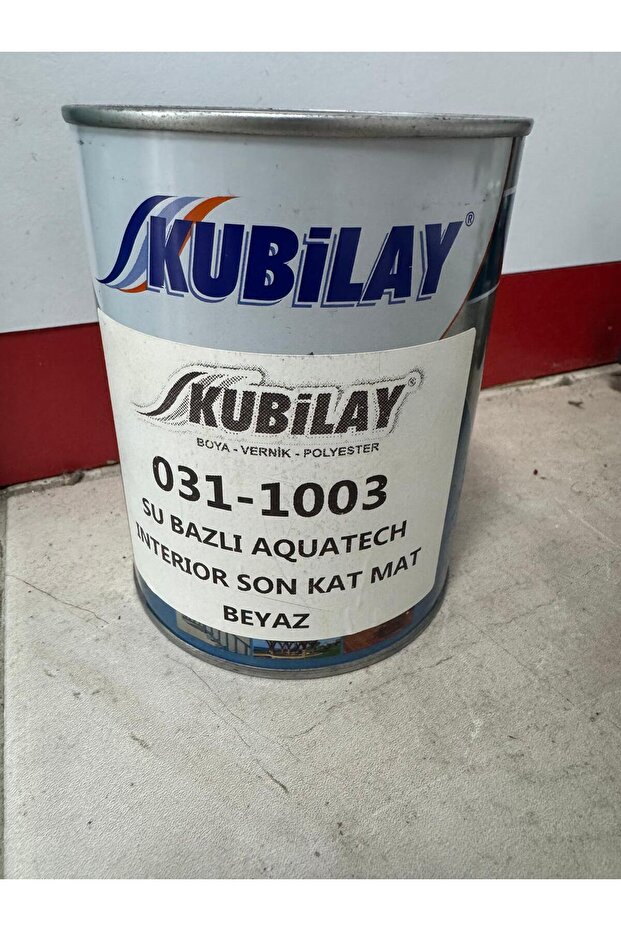 KUBiLAY®
KUBiLAY®
BOYA - VERNİK - POLYESTER
031-1003
SU BAZLI AQUATECH
INTERIOR SON KAT MAT
BEYAZ